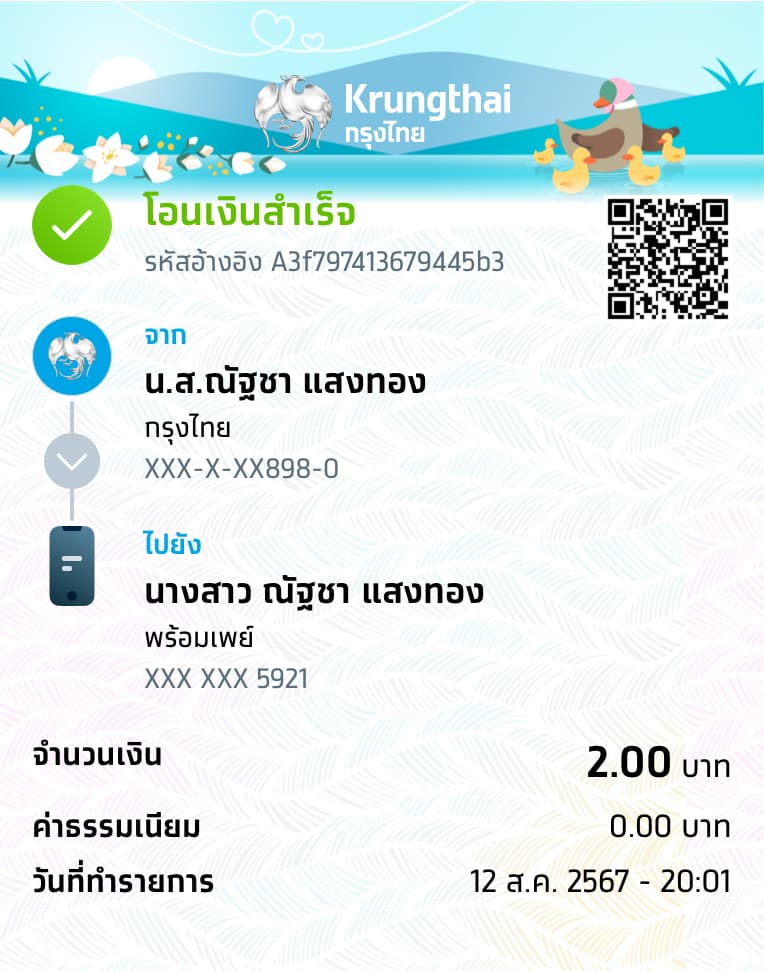 Krungthai
กรุงไทย
โอนเงินสำเร็จ
รหัสอ้างอิง A3f797413679445b3
จาก
น.ส.ณัฐชา แสงทอง
กรุงไทย
XXX-X-XX898-0
ไปยัง
นางสาว ณัฐชา แสงทอง
พร้อมเพย์
XXX XXX 5921
จำนวนเงิน 2.00 บาท
ค่าธรรมเนียม 0.00 บาท
วันที่ทำรายการ 12 ส.ค. 2567 - 20:01